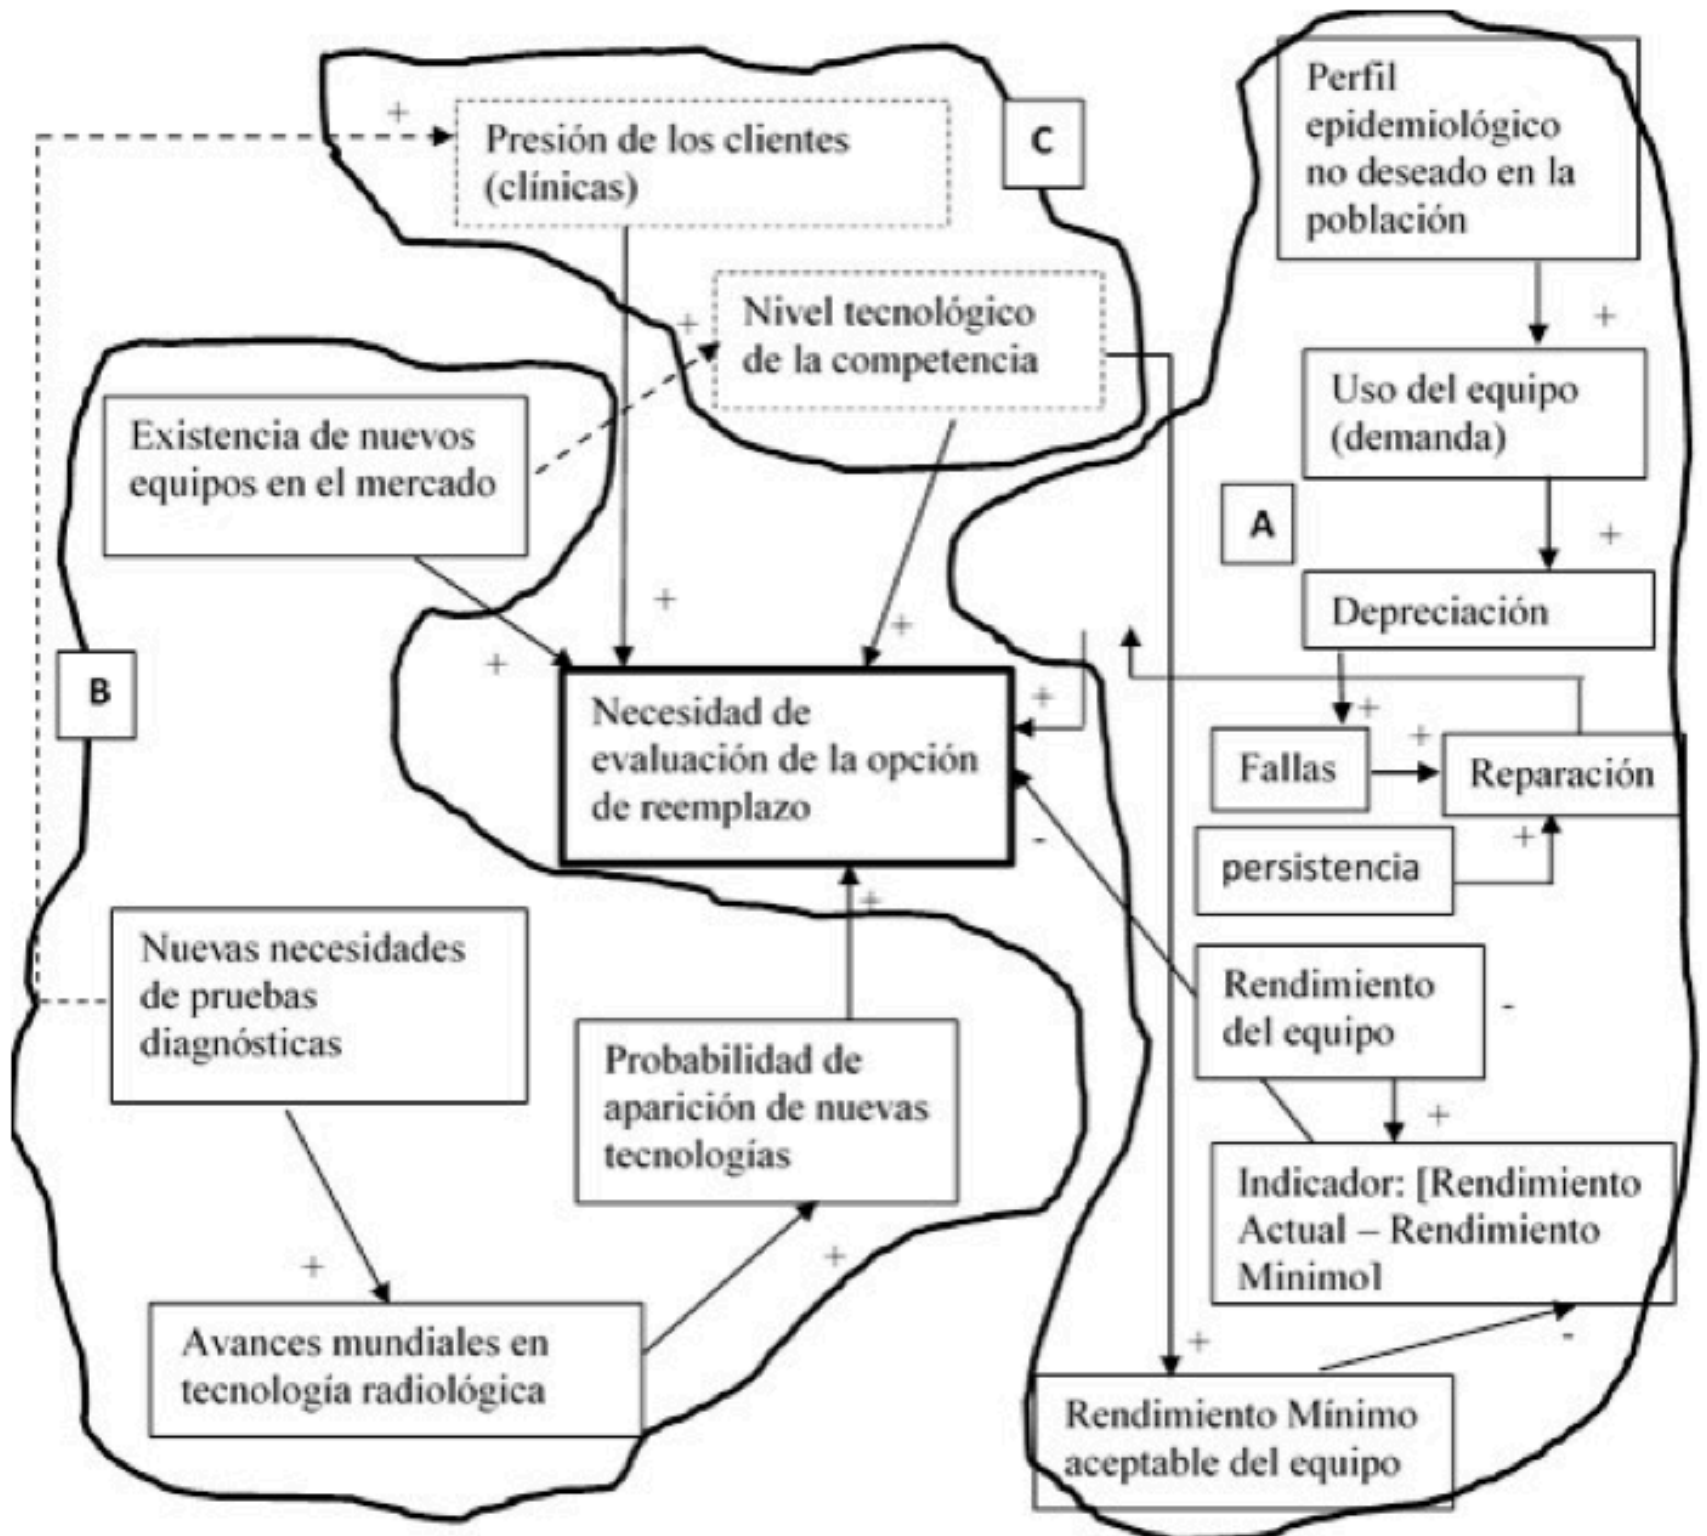 +
Presión de los clientes
(clínicas)
C
+
Nivel tecnológico
de la competencia
Perfil
epidemiológico
no deseado en la
población
+
Uso del equipo
(demanda)
A
+
Depreciación
Existencia de nuevos
equipos en el mercado
+
+
+
B
Necesidad de
evaluación de la opción
de reemplazo
+
-
+
+
Fallas
+
Reparación
persistencia
+
Rendimiento
del equipo
-
+
Indicador: [Rendimiento
Actual – Rendimiento
Minimo]
-
+
Rendimiento Mínimo
aceptable del equipo
Nuevas necesidades
de pruebas
diagnósticas
Probabilidad de
aparición de nuevas
tecnologías
+
+
Avances mundiales en
tecnología radiológica